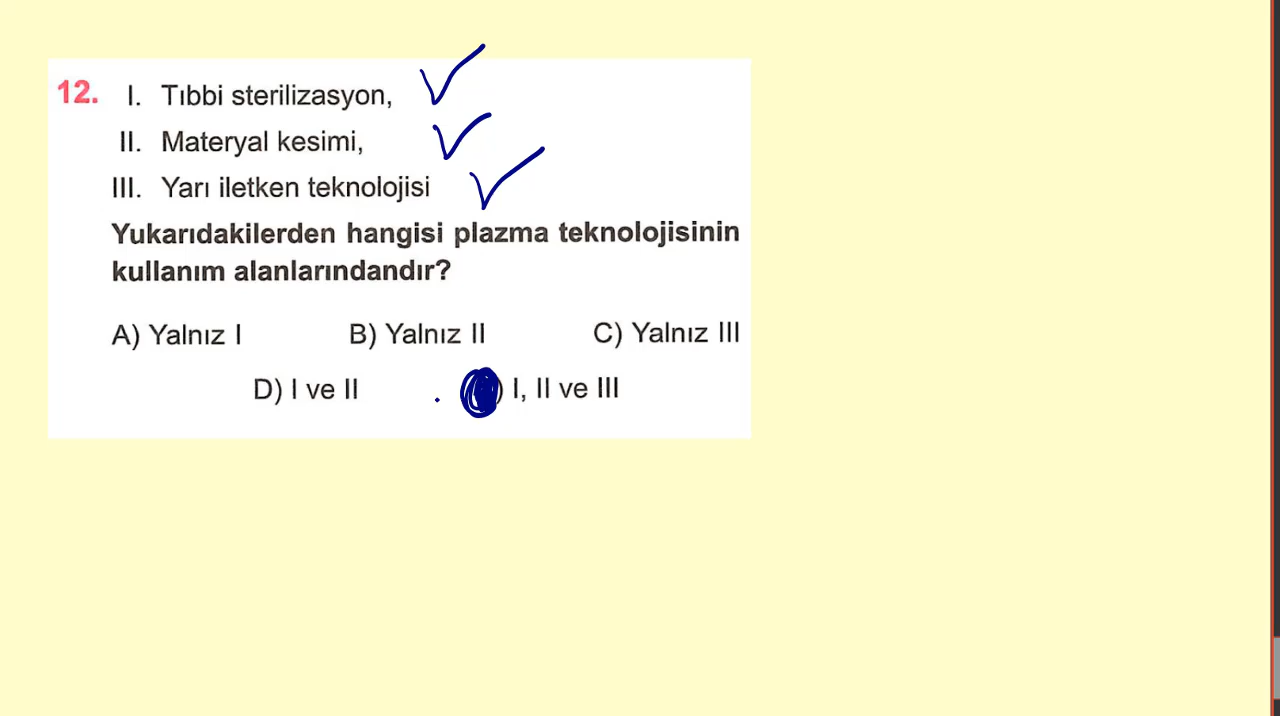 12. I. Tıbbi sterilizasyon,
II. Materyal kesimi,
III. Yarı iletken teknolojisi
Yukarıdakilerden hangisi plazma teknolojisinin
kullanım alanlarındandır?
A) Yalnız I B) Yalnız II C) Yalnız III
D) I ve II ) I, II ve III